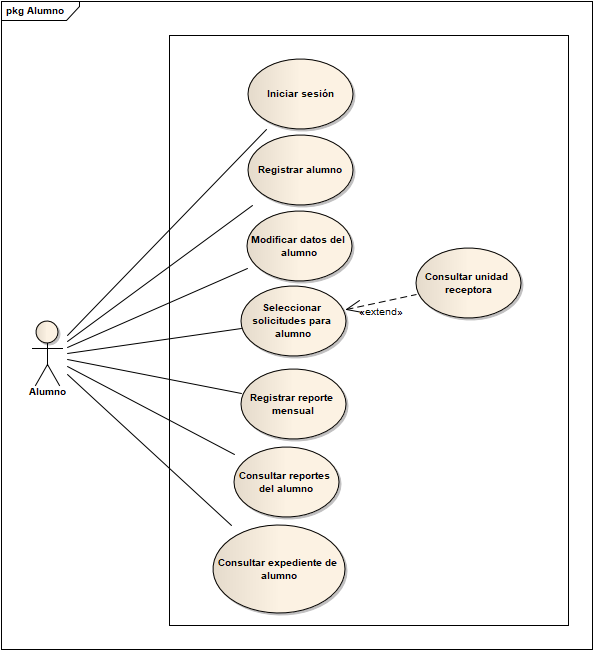 pkg Alumno
Iniciar sesión
Registrar alumno
Modificar datos del
alumno
Consultar unidad
receptora
Seleccionar
solicitudes para
alumno
«extend»
Alumno
Registrar reporte
mensual
Consultar reportes
del alumno
Consultar expediente de
alumno